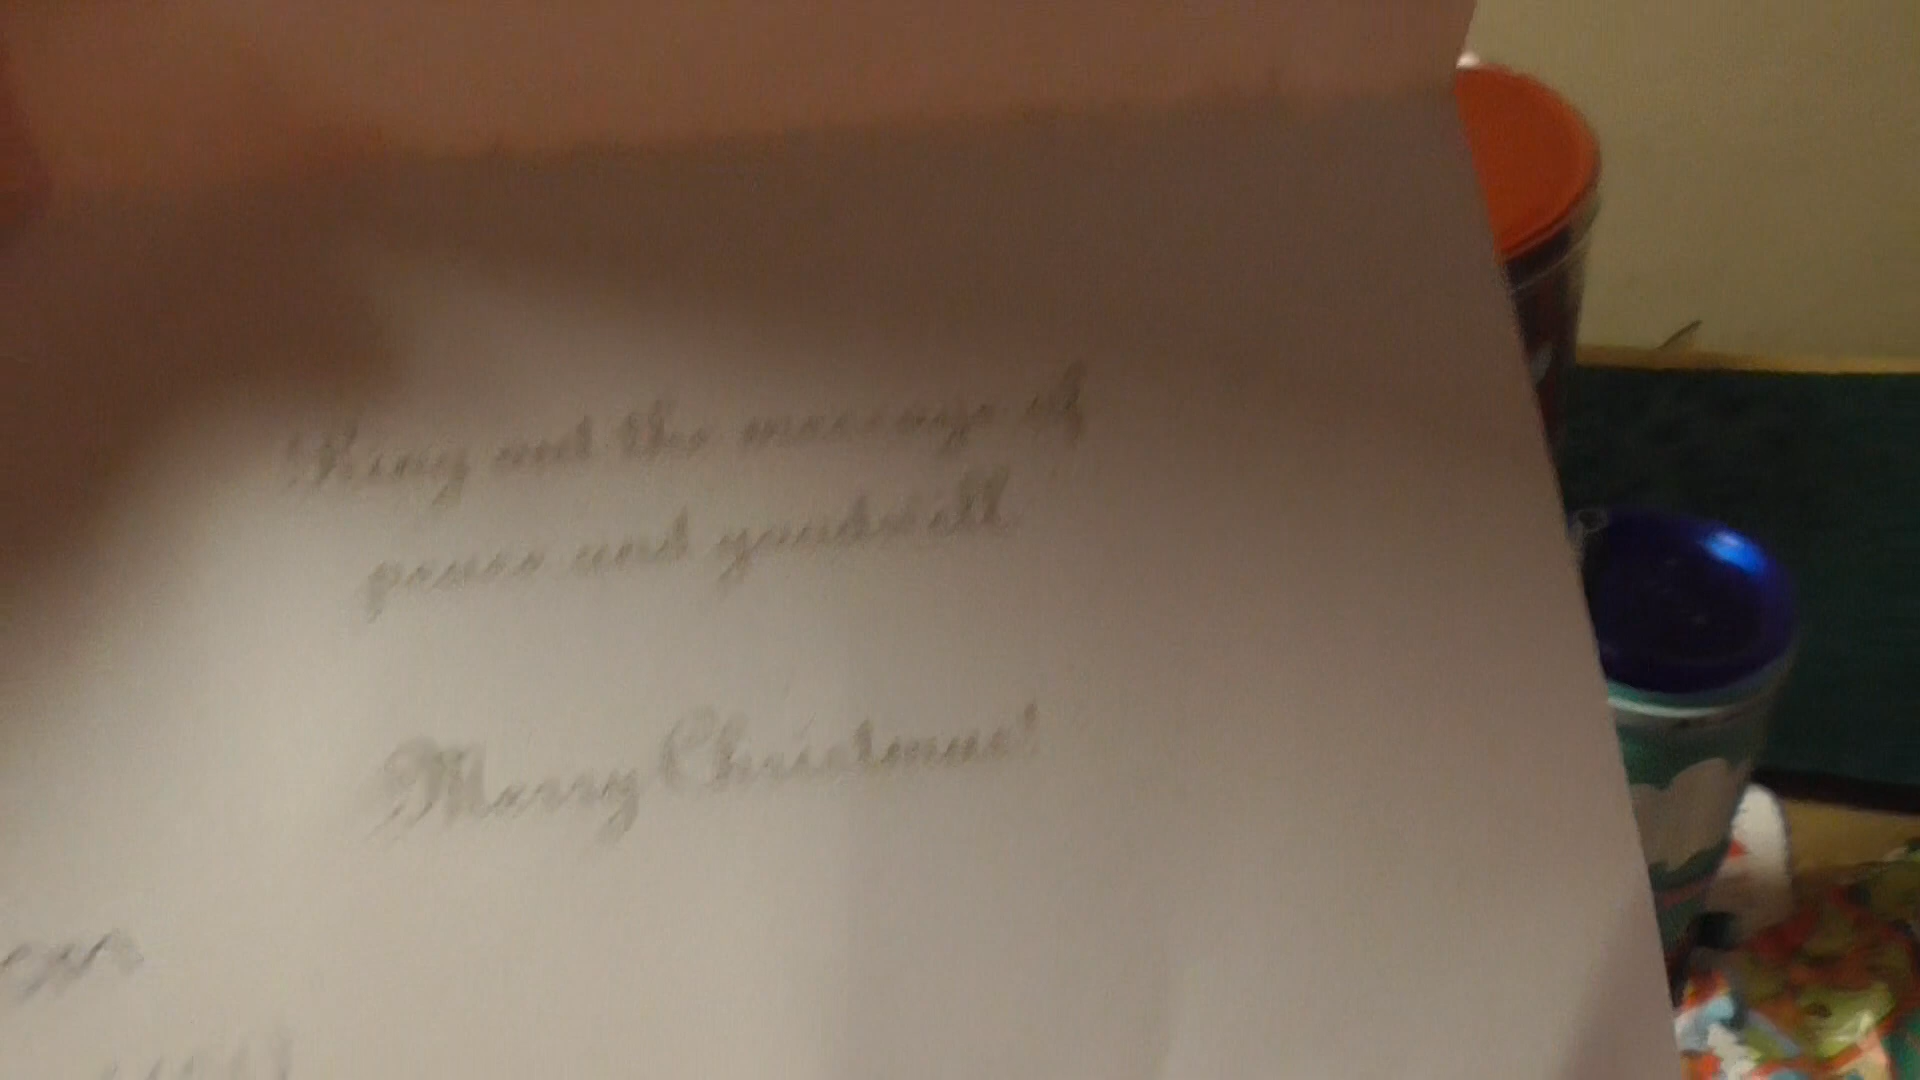 Ring out the message of
peace and goodwill
Merry Christmas!